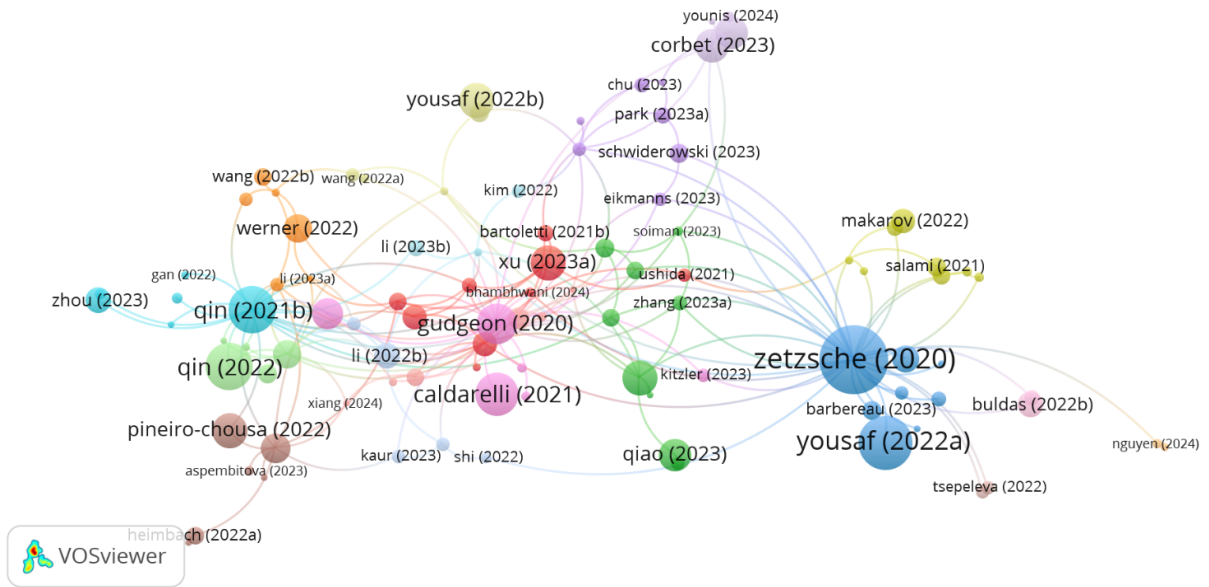 younis (2024)
corbet (2023)
chu (2023)
yousaf (2022b)
park (2023a)
schwiderowski (2023)
wang (2022b)
wang (2022a)
kim (2022)
eikmanns (2023)
makarov (2022)
werner (2022)
bartoletti (2021b)
soiman (2023)
li (2023b)
xu (2023a)
salami (2021)
gan (2022)
li (2023a)
ushida (2021)
bhambhwani (2024)
zhou (2023)
qin (2021b)
zhang (2023a)
gudgeon (2020)
li (2022b)
zetzsche (2020)
qin (2022)
kitzler (2023)
caldarelli (2021)
xiang (2024)
barbereau (2023)
buldas (2022b)
pineiro-chousa (2022)
yousaf (2022a)
nguyen (2024)
kaur (2023)
shi (2022)
qiao (2023)
aspembitova (2023)
tsepeleva (2022)
heimbach (2022a)
VOSviewer